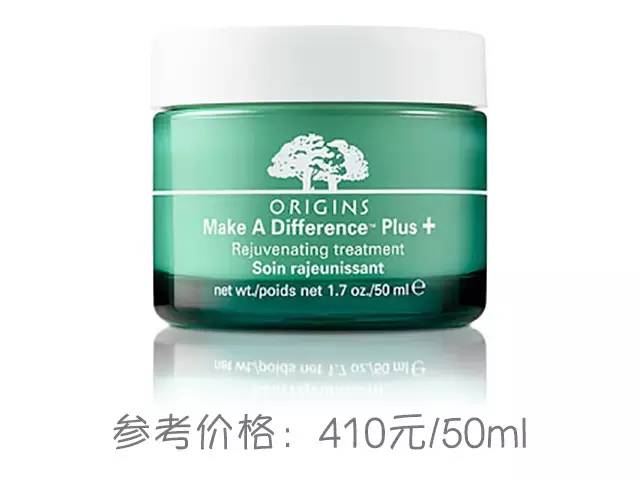 ORIGINS
Make A Difference™ Plus +
Rejuvenating treatment
Soin rajeunissant
net wt./poids net 1.7 oz./50 ml ℮
参考价格：410元/50ml